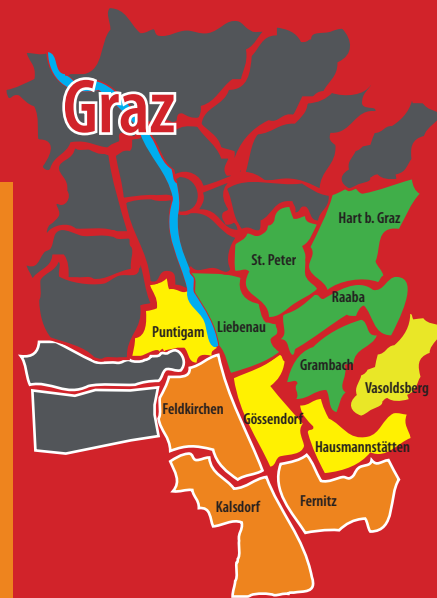 Graz
Hart b. Graz
St. Peter
Raaba
Puntigam
Liebenau
Grambach
Vasoldsberg
Feldkirchen
Gössendorf
Hausmannstätten
Kalsdorf
Fernitz